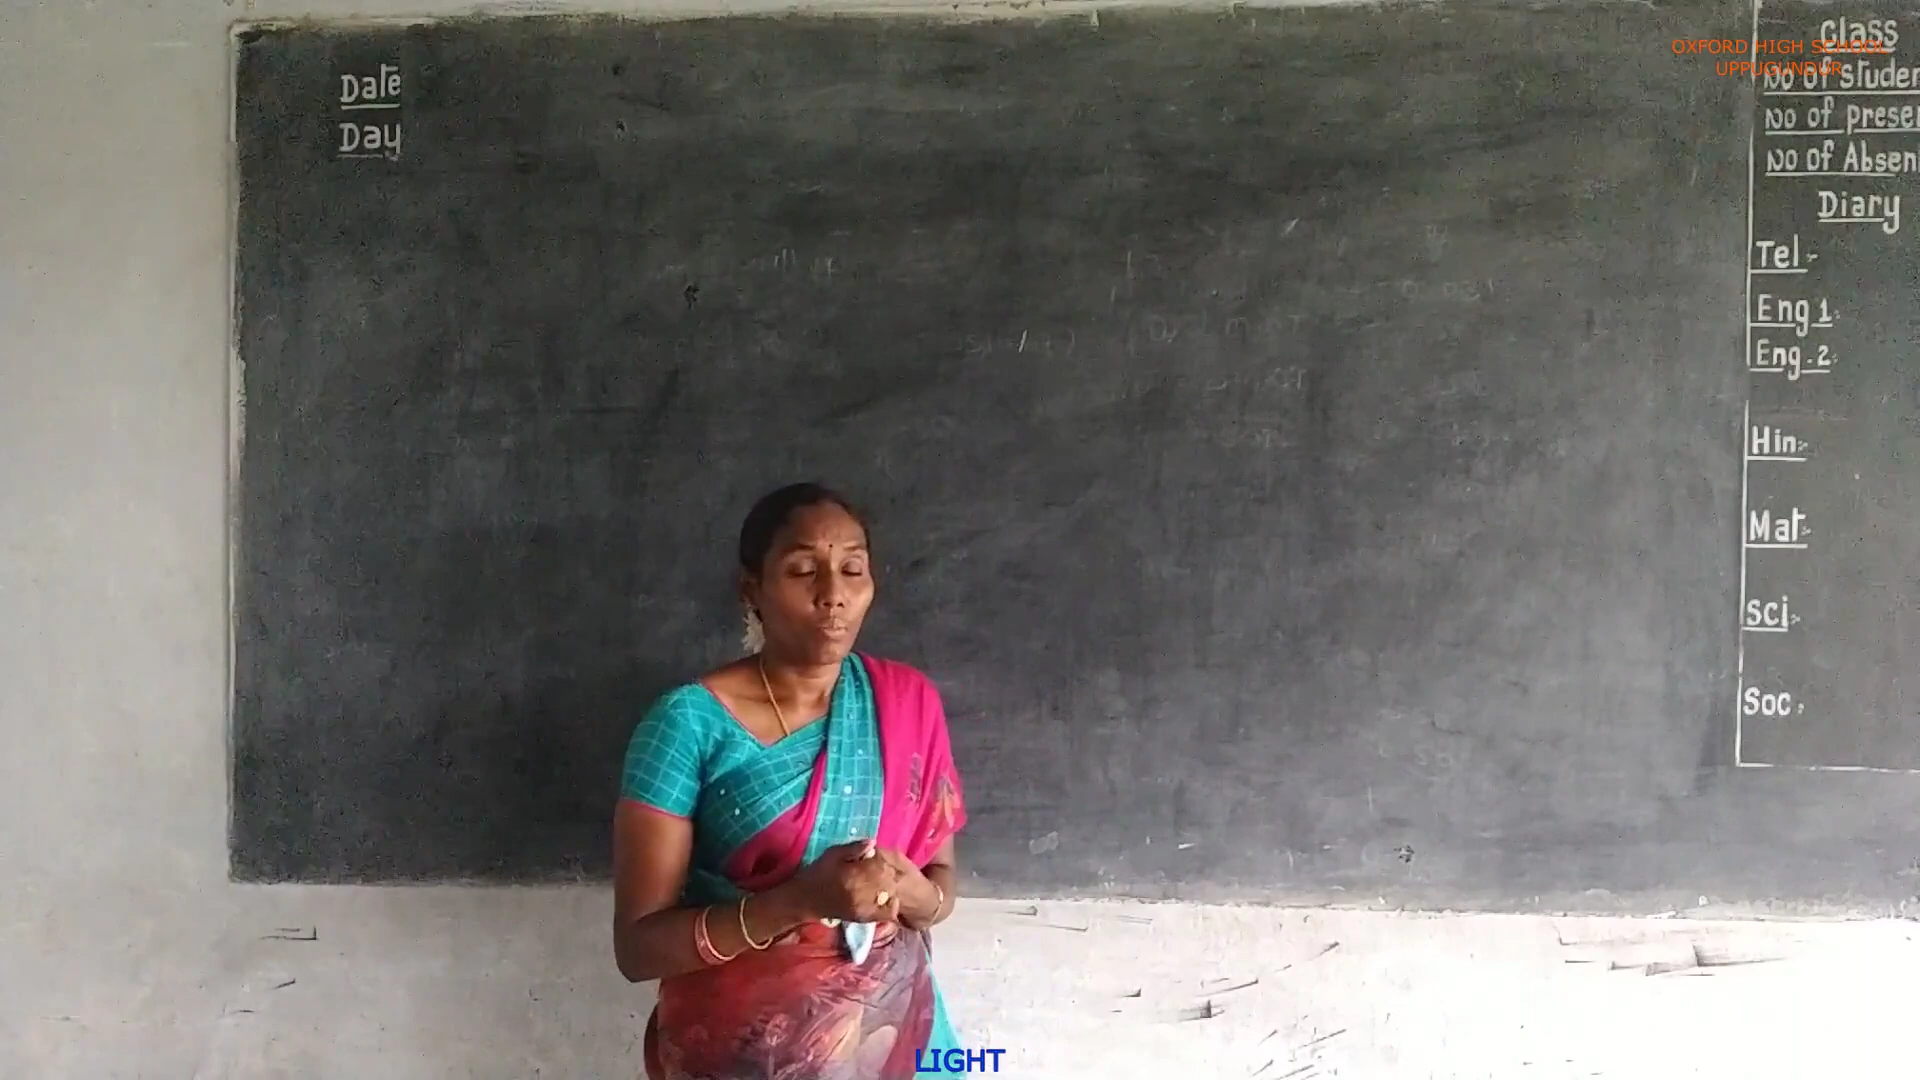 Date
Day
Class
OXFORD HIGH SCHOOL
UPPUGUNDUR
No of Studen
No of presen
No of Absen
Diary
Tel:-
Eng 1:
Eng.2:
Hin:-
Mat:-
Sci:-
Soc:
LIGHT